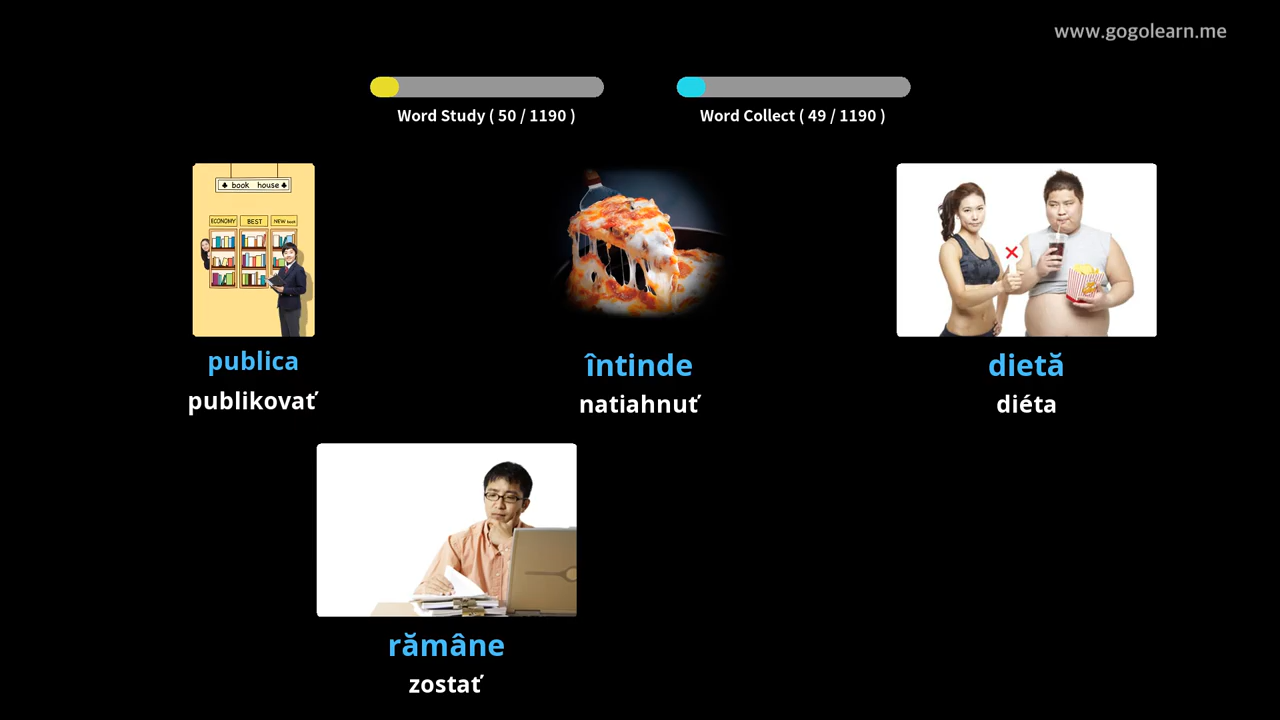 www.gogolearn.me
Word Study ( 50 / 1190 )
Word Collect ( 49 / 1190 )
♠ book house ♠
ECONOMY
BEST
NEW book
publica
publikovať
întinde
natiahnuť
dietă
diéta
rămâne
zostať